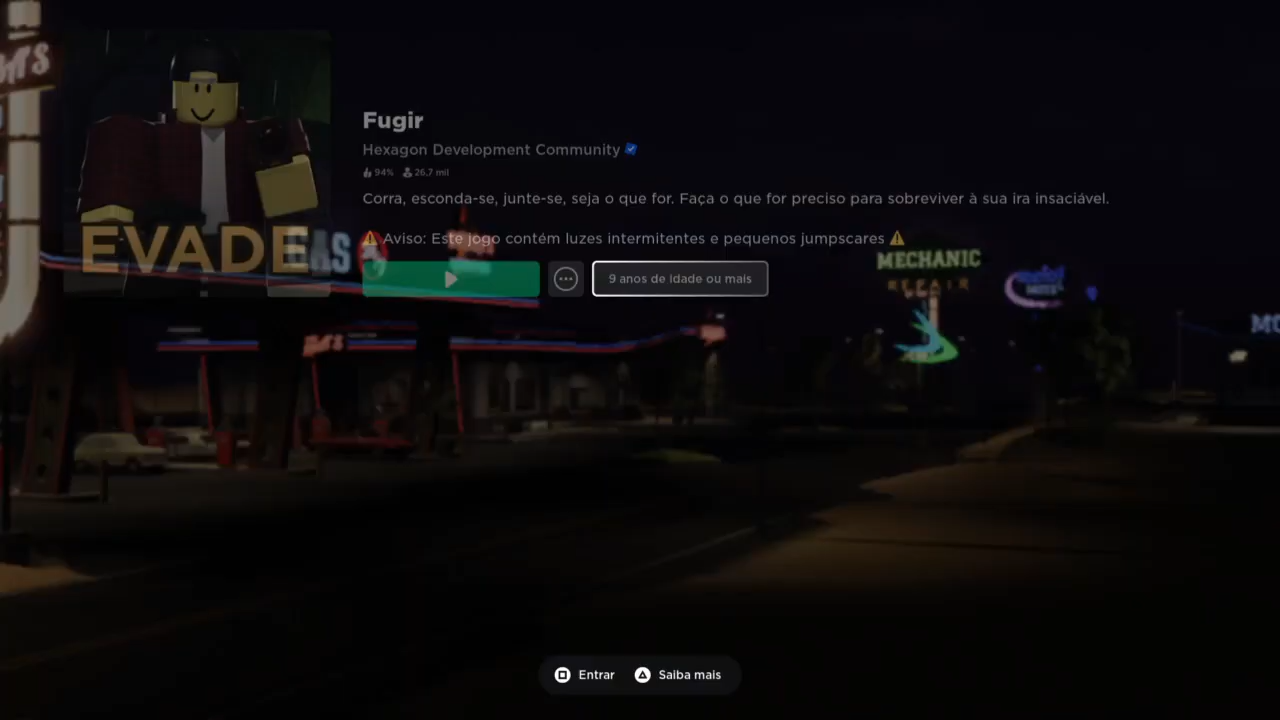 Fugir
Hexagon Development Community
94% 26,7 mil
Corra, esconda-se, junte-se, seja o que for. Faça o que for preciso para sobreviver à sua ira insaciável.
EVADE
Aviso: Este jogo contém luzes intermitentes e pequenos jumpscares
MECHANIC
REPAIR
9 anos de idade ou mais
Entrar
Saiba mais